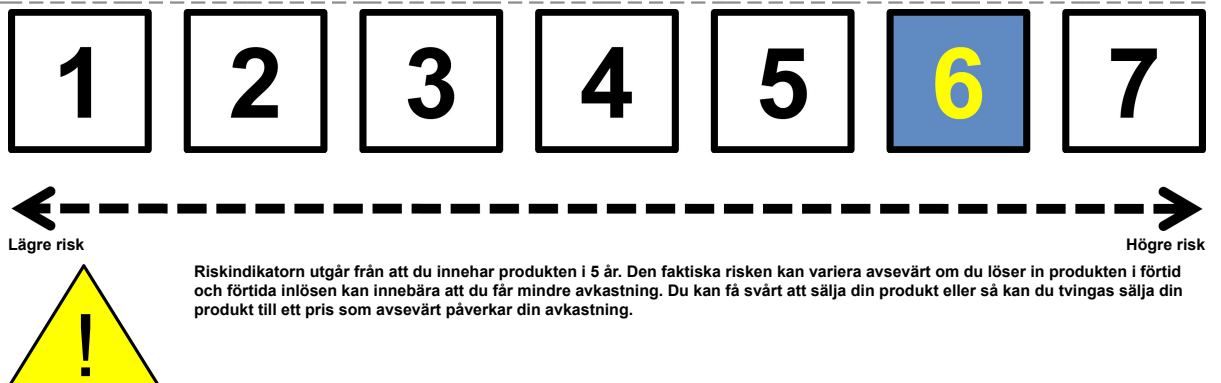 1 2 3 4 5 6 7
Lägre risk Högre risk
Riskindikatorn utgår från att du innehar produkten i 5 år. Den faktiska risken kan variera avsevärt om du löser in produkten i förtid
och förtida inlösen kan innebära att du får mindre avkastning. Du kan få svårt att sälja din produkt eller så kan du tvingas sälja din
produkt till ett pris som avsevärt påverkar din avkastning.
!